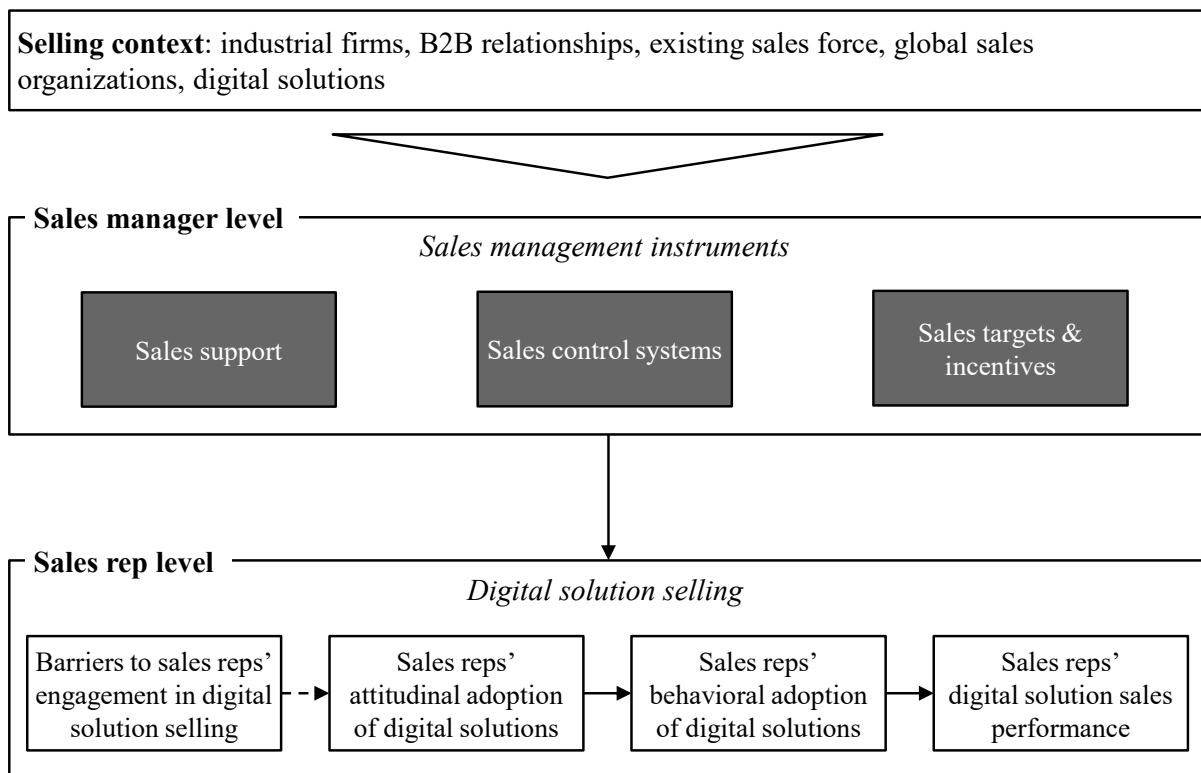 Selling context: industrial firms, B2B relationships, existing sales force, global sales
organizations, digital solutions
Sales manager level
Sales management instruments
Sales support
Sales control systems
Sales targets &
incentives
Sales rep level
Digital solution selling
Barriers to sales reps’
engagement in digital
solution selling
Sales reps’
attitudinal adoption
of digital solutions
Sales reps’
behavioral adoption
of digital solutions
Sales reps’
digital solution sales
performance